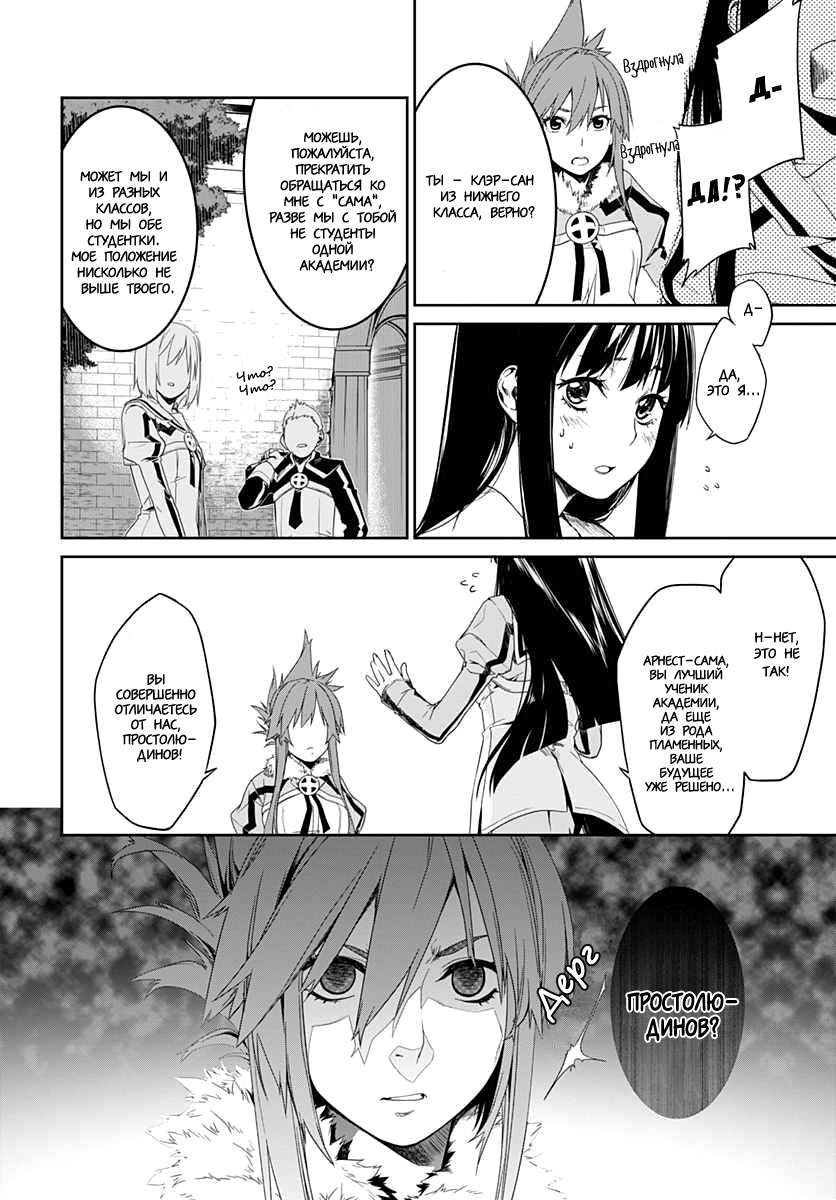 Д-
ДА!?
Вздрогнула
Вздрогнула
ТЫ - КЛЭР-САН
ИЗ НИЖНЕГО
КЛАССА, ВЕРНО?
Д-
ДА,
ЭТО Я...
МОЖЕШЬ,
ПОЖАЛУЙСТА,
ПРЕКРАТИТЬ
ОБРАЩАТЬСЯ КО
МНЕ С "САМА",
РАЗВЕ МЫ С ТОБОЙ
НЕ СТУДЕНТЫ
ОДНОЙ
АКАДЕМИИ?
МОЖЕТ МЫ И
ИЗ РАЗНЫХ
КЛАССОВ,
НО МЫ ОБЕ
СТУДЕНТКИ.
МОЕ ПОЛОЖЕНИЕ
НИСКОЛЬКО НЕ
ВЫШЕ ТВОЕГО.
Что?
Что?
Н-НЕТ,
ЭТО НЕ
ТАК!
АРНЕСТ-САМА,
ВЫ ЛУЧШИЙ
УЧЕНИК
АКАДЕМИИ,
ДА ЕЩЕ
ИЗ РОДА
ПЛАМЕННЫХ,
ВАШЕ
БУДУЩЕЕ
УЖЕ РЕШЕНО...
ВЫ
СОВЕРШЕННО
ОТЛИЧАЕТЕСЬ
ОТ НАС,
ПРОСТОЛЮ-
ДИНОВ!
ПРОСТОЛЮ-
ДИНОВ?
Дерг